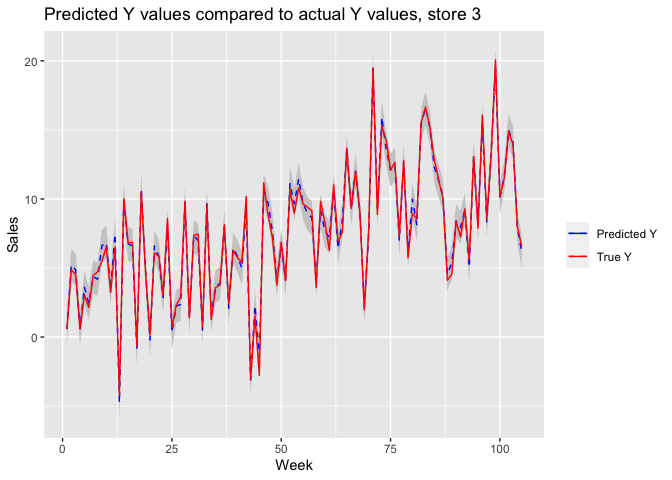 Predicted Y values compared to actual Y values, store 3
20
10
0
Sales
0
25
50
75
100
Week
Predicted Y
True Y